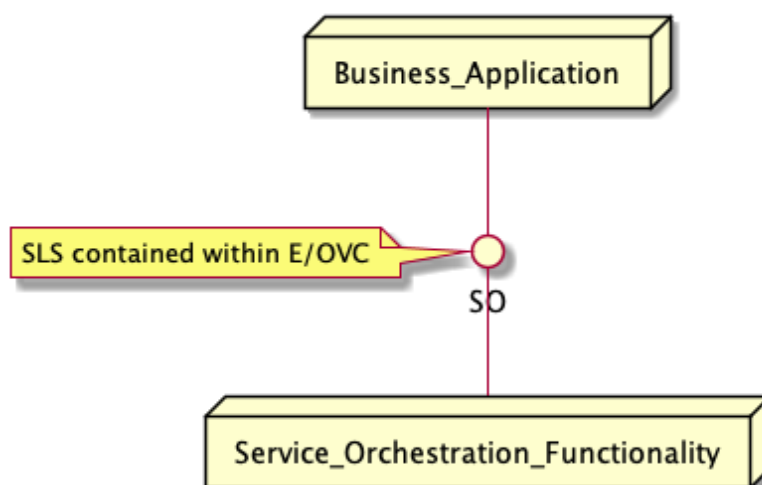 Business_Application
SLS contained within E/OVC
SO
Service_Orchestration_Functionality